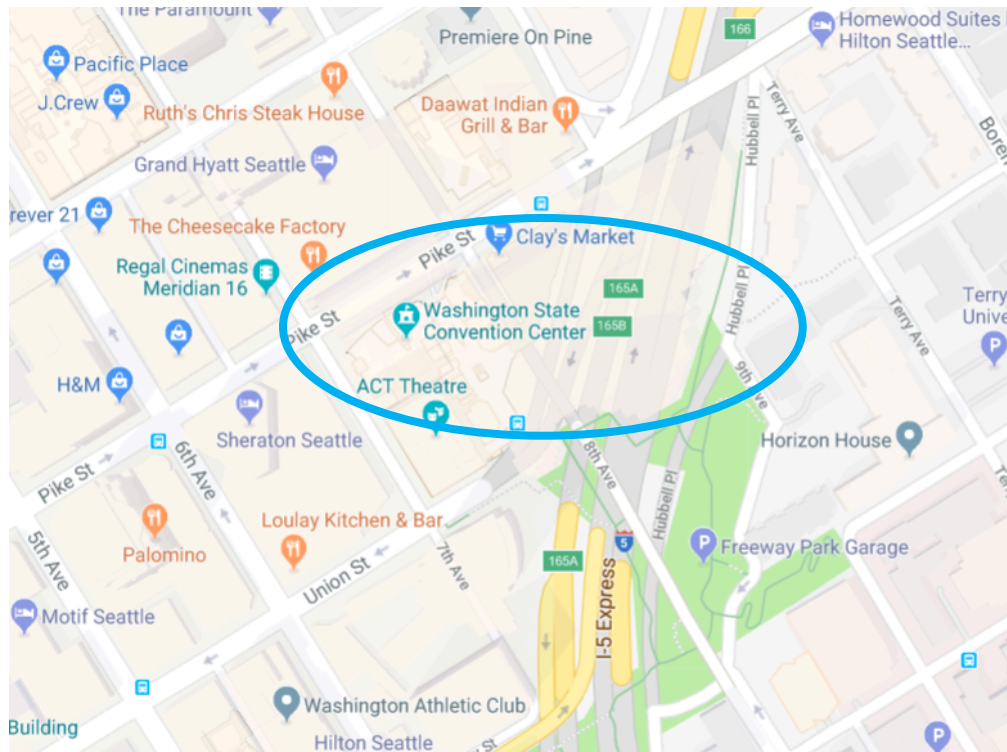 The Paramount
Premiere On Pine
166
Homewood Suites
Hilton Seattle...
Pacific Place
J.Crew
Ruth's Chris Steak House
Daawat Indian
Grill & Bar
Hubbell Pl
Terry Ave
Boren
Grand Hyatt Seattle
rever 21
The Cheesecake Factory
Pike St
Clay's Market
Regal Cinemas
Meridian 16
165A
Hubbell Pl
Terry
Unive
Washington State
Convention Center
165B
Pike St
Terry Ave
H&M
ACT Theatre
9th Ave
Sheraton Seattle
Horizon House
Pike St
6th Ave
8th Ave
Hubbell Pl
Ter
Loulay Kitchen & Bar
Palomino
5th Ave
7th Ave
165A
5
Freeway Park Garage
Union St
I-5 Express
Motif Seattle
Washington Athletic Club
Building
Hilton Seattle
y St